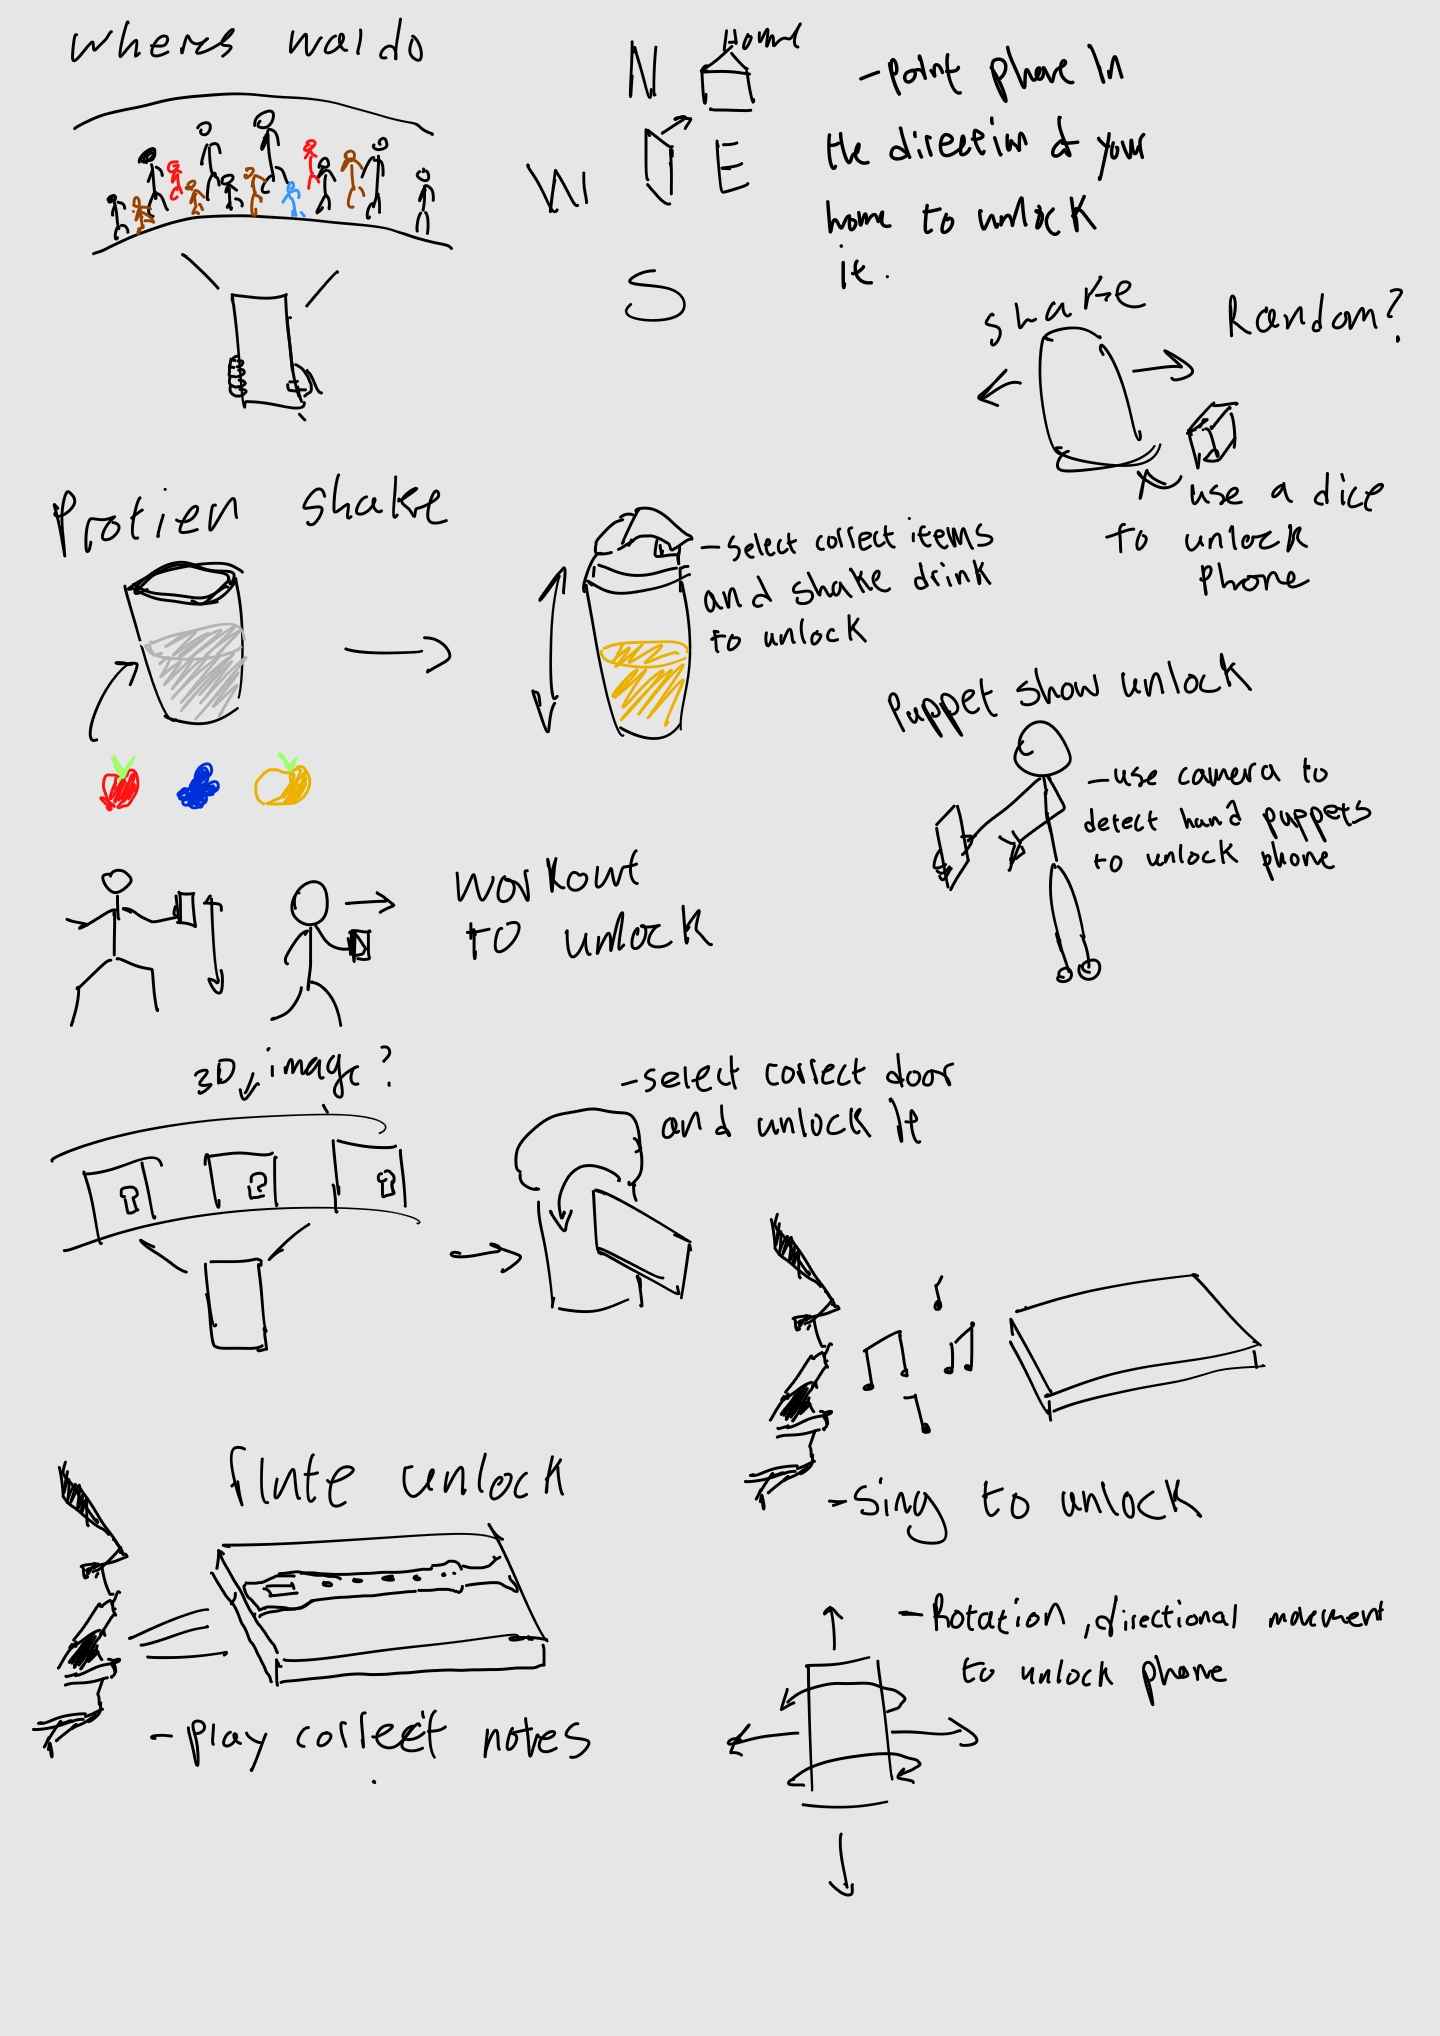 wheres waldo
N
Home
W
E
S
- point phone in
the direction of your
home to unlock
it.
shake
Random?
use a dice
to unlock
phone
Protien shake
- select correct items
and shake drink
to unlock
Puppet show unlock
- use camera to
detect hand puppets
to unlock phone
workout
to unlock
3D image?
- select correct door
and unlock it
- sing to unlock
flute unlock
- play correct notes
- Rotation, directional movement
to unlock phone